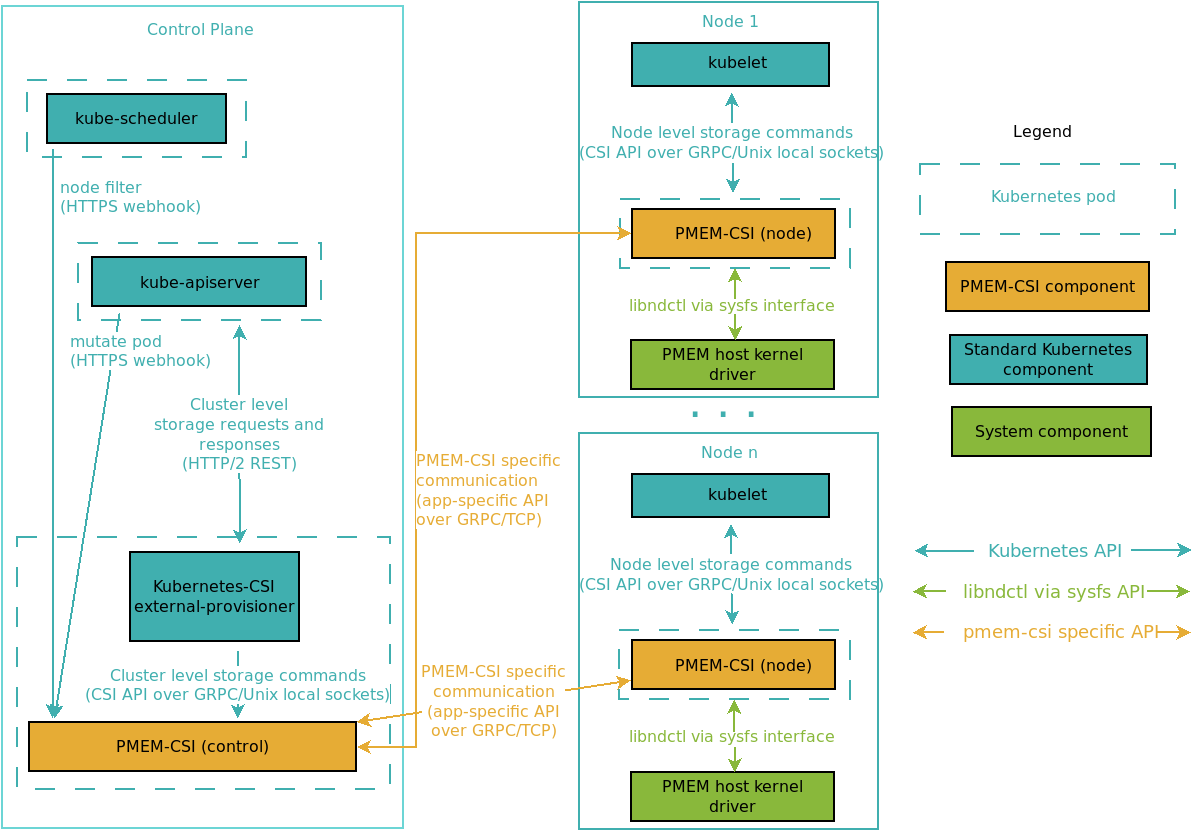 Control Plane
kube-scheduler
node filter
(HTTPS webhook)
kube-apiserver
mutate pod
(HTTPS webhook)
Cluster level
storage requests and
responses
(HTTP/2 REST)
Kubernetes-CSI
external-provisioner
Cluster level storage commands
(CSI API over GRPC/Unix local sockets)
PMEM-CSI (control)
PMEM-CSI specific
communication
(app-specific API
over GRPC/TCP)
PMEM-CSI specific
communication
(app-specific API
over GRPC/TCP)
Node 1
kubelet
Node level storage commands
(CSI API over GRPC/Unix local sockets)
PMEM-CSI (node)
libndctl via sysfs interface
PMEM host kernel
driver
. . .
Node n
kubelet
Node level storage commands
(CSI API over GRPC/Unix local sockets)
PMEM-CSI (node)
libndctl via sysfs interface
PMEM host kernel
driver
Legend
Kubernetes pod
PMEM-CSI component
Standard Kubernetes
component
System component
Kubernetes API
libndctl via sysfs API
pmem-csi specific API